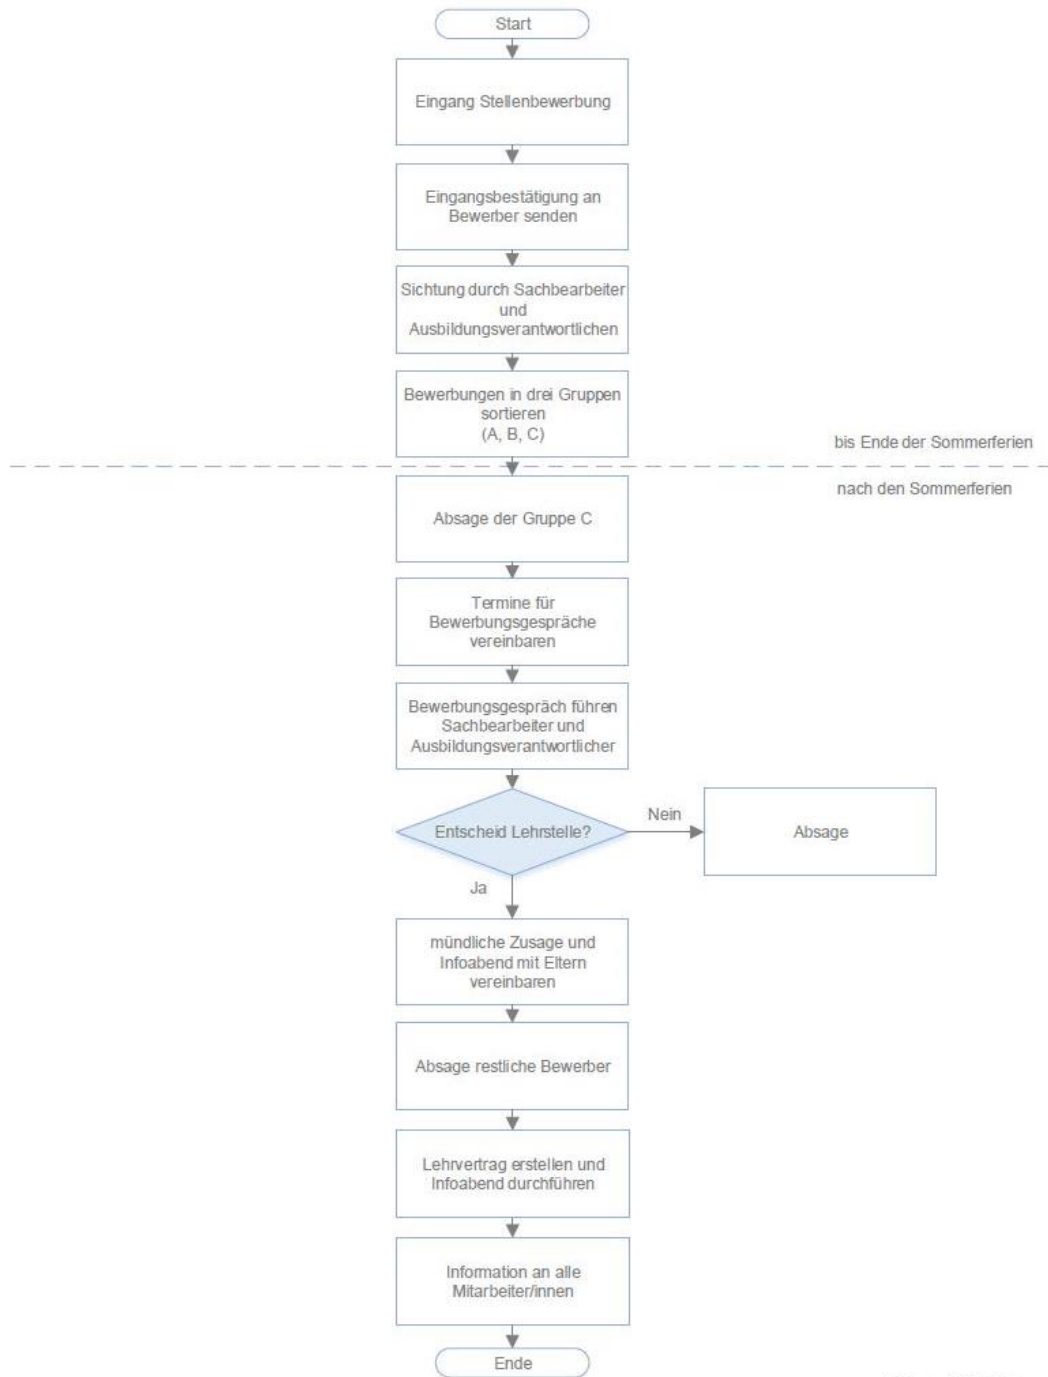 Start
Eingang Stellenbewerbung
Eingangsbestätigung an
Bewerber senden
Sichtung durch Sachbearbeiter
und
Ausbildungsverantwortlichen
Bewerbungen in drei Gruppen
sortieren
(A, B, C)
bis Ende der Sommerferien
nach den Sommerferien
Absage der Gruppe C
Termine für
Bewerbungsgespräche
vereinbaren
Bewerbungsgespräch führen
Sachbearbeiter und
Ausbildungsverantwortlicher
Entscheid Lehrstelle?
Nein
Absage
Ja
mündliche Zusage und
Infoabend mit Eltern
vereinbaren
Absage restliche Bewerber
Lehrvertrag erstellen und
Infoabend durchführen
Information an alle
Mitarbeiter/innen
Ende